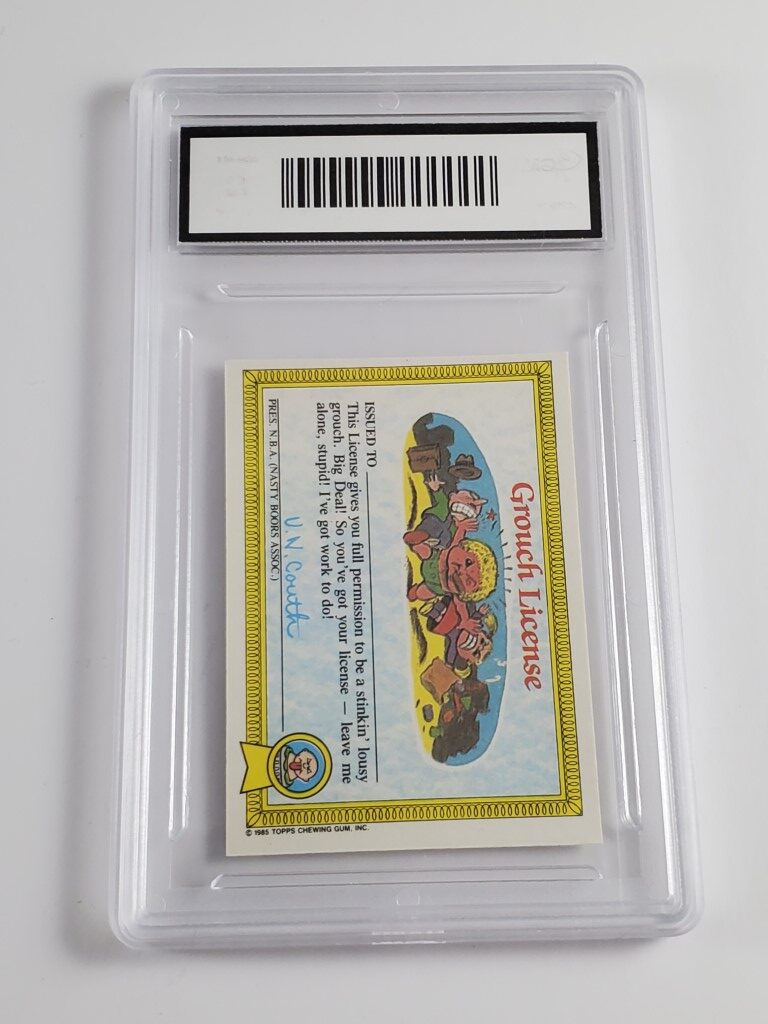 Grouch License
ISSUED TO
This License gives you full permission to be a stinkin' lousy
grouch. Big Deal! So you've got your license — leave me
alone, stupid! I've got work to do!
U.N. Couth
PRES. N.B.A. (NASTY BOORS ASSOC.)
© 1985 TOPPS CHEWING GUM, INC.